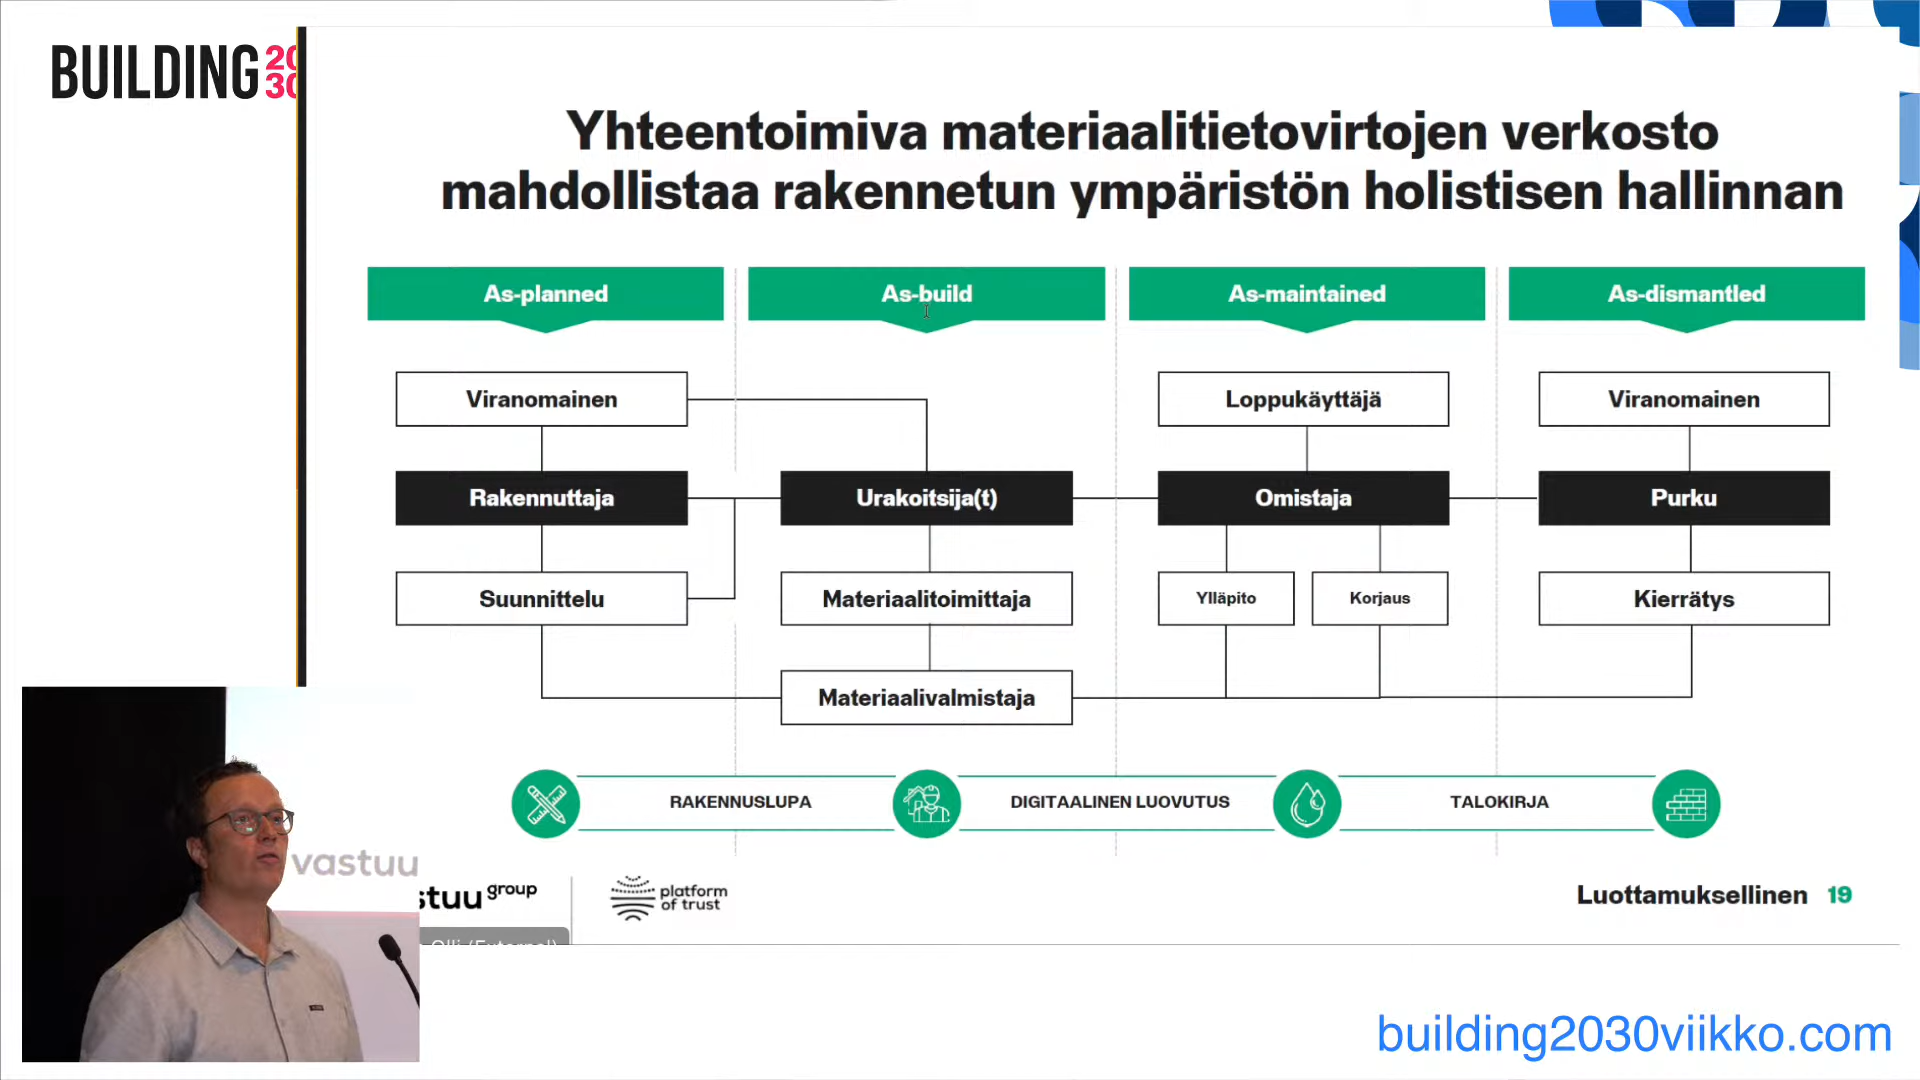 BUILDING 2030
Yhteentoimiva materiaalitietovirtojen verkosto
mahdollistaa rakennetun ympäristön holistisen hallinnan
As-planned
As-build
As-maintained
As-dismantled
Viranomainen
Loppukäyttäjä
Viranomainen
Rakennuttaja
Urakoitsija(t)
Omistaja
Purku
Suunnittelu
Materiaalitoimittaja
Ylläpito
Korjaus
Kierrätys
Materiaalivalmistaja
RAKENNUSLUPA
DIGITAALINEN LUOVUTUS
TALOKIRJA
vastuu
stuu group
platform
of trust
Luottamuksellinen 19
building2030viikko.com